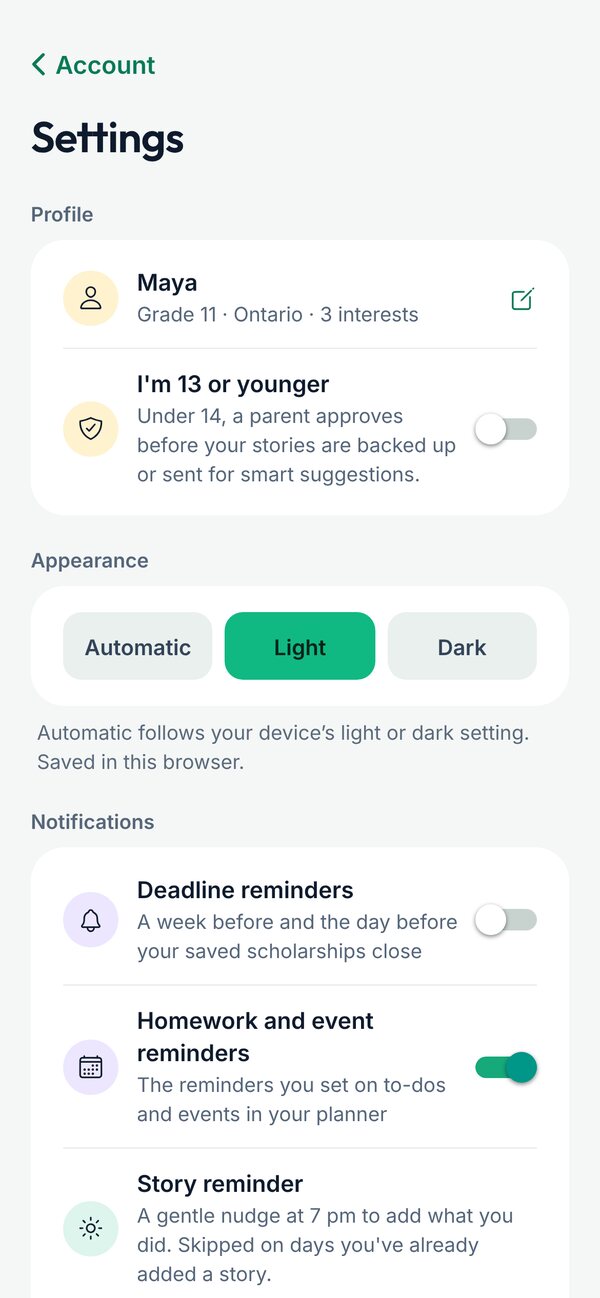 Account
Settings
Profile
Maya
Grade 11 · Ontario · 3 interests
I'm 13 or younger
Under 14, a parent approves
before your stories are backed up
or sent for smart suggestions.
Appearance
Automatic
Light
Dark
Automatic follows your device’s light or dark setting.
Saved in this browser.
Notifications
Deadline reminders
A week before and the day before
your saved scholarships close
Homework and event
reminders
The reminders you set on to-dos
and events in your planner
Story reminder
A gentle nudge at 7 pm to add what you
did. Skipped on days you've already
added a story.